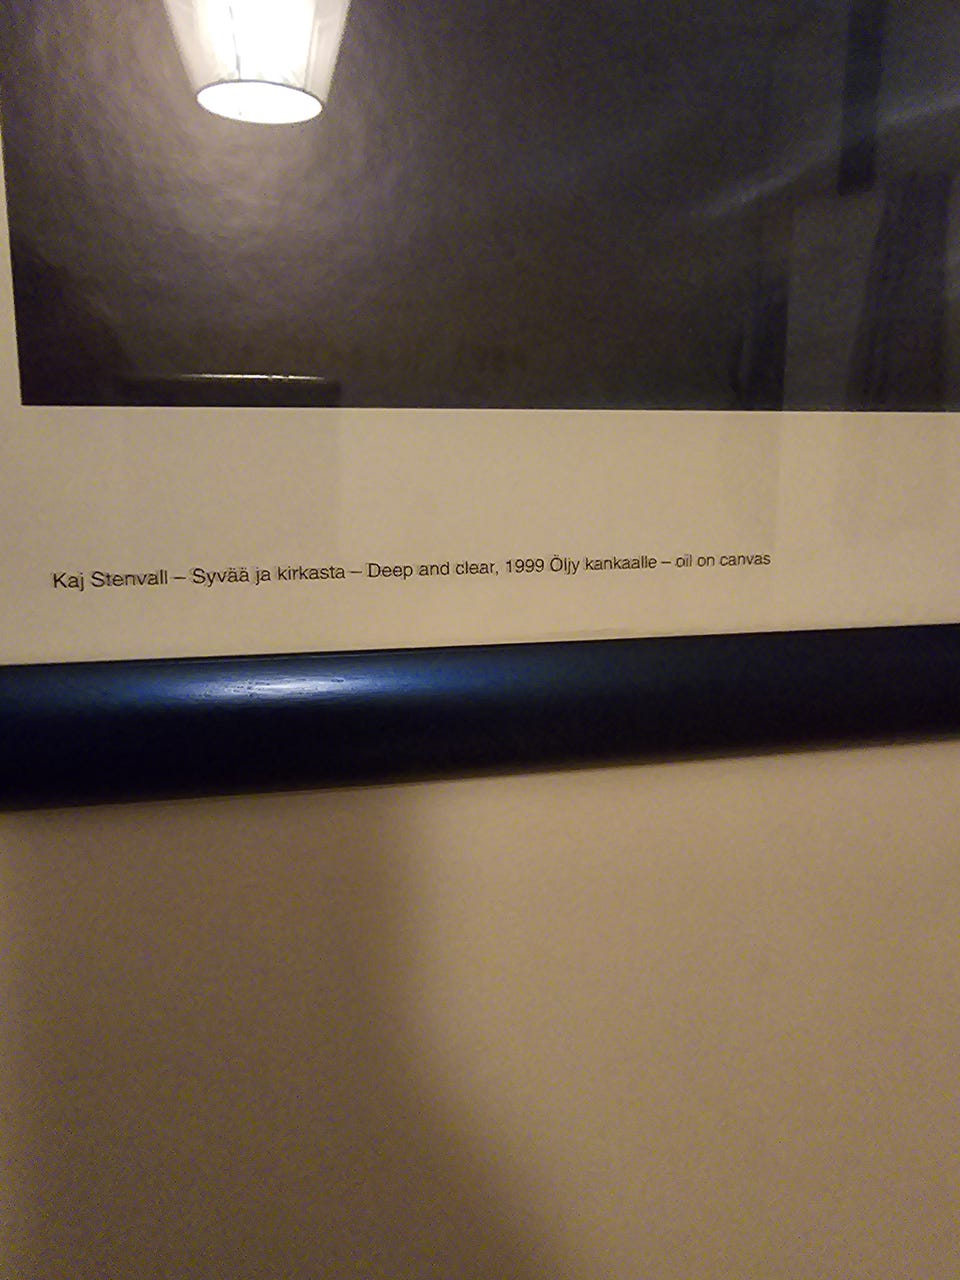 Kaj Stenvall – Syvää ja kirkasta – Deep and clear, 1999 Öljy kankaalle – oil on canvas